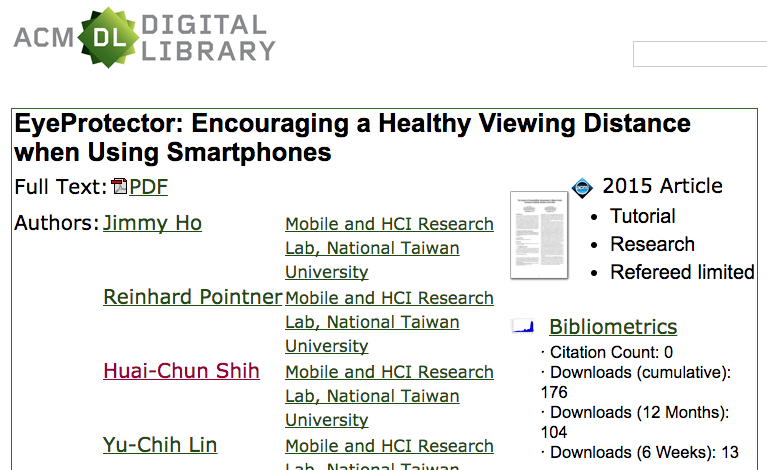 ACM DL DIGITAL LIBRARY
EyeProtector: Encouraging a Healthy Viewing Distance
when Using Smartphones
Full Text: PDF
Authors: Jimmy Ho
Mobile and HCI Research
Lab, National Taiwan
University
Reinhard Pointner
Mobile and HCI Research
Lab, National Taiwan
University
Huai-Chun Shih
Mobile and HCI Research
Lab, National Taiwan
University
Yu-Chih Lin
Mobile and HCI Research
Lab, National Taiwan
2015 Article
• Tutorial
• Research
• Refereed limited
Bibliometrics
· Citation Count: 0
· Downloads (cumulative):
176
· Downloads (12 Months):
104
· Downloads (6 Weeks): 13